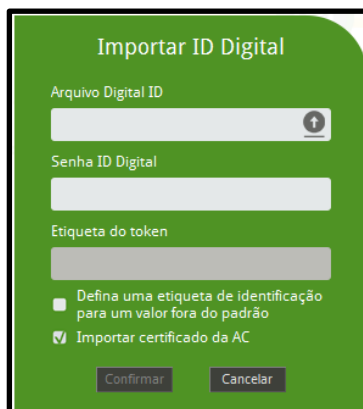 Importar ID Digital
Arquivo Digital ID
Senha ID Digital
Etiqueta do token
Defina uma etiqueta de identificação
para um valor fora do padrão
Importar certificado da AC
Confirmar Cancelar